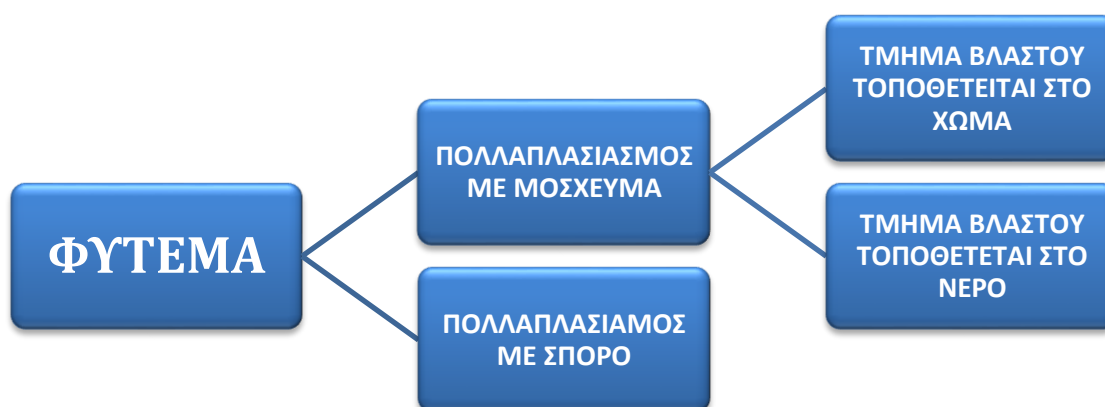 ΦΥΤΕΜΑ
ΠΟΛΛΑΠΛΑΣΙΑΣΜΟΣ
ΜΕ ΜΟΣΧΕΥΜΑ
ΤΜΗΜΑ ΒΛΑΣΤΟΥ
ΤΟΠΟΘΕΤΕΙΤΑΙ ΣΤΟ
ΧΩΜΑ
ΤΜΗΜΑ ΒΛΑΣΤΟΥ
ΤΟΠΟΘΕΤΕΤΑΙ ΣΤΟ
ΝΕΡΟ
ΠΟΛΛΑΠΛΑΣΙΑΜΟΣ
ΜΕ ΣΠΟΡΟ